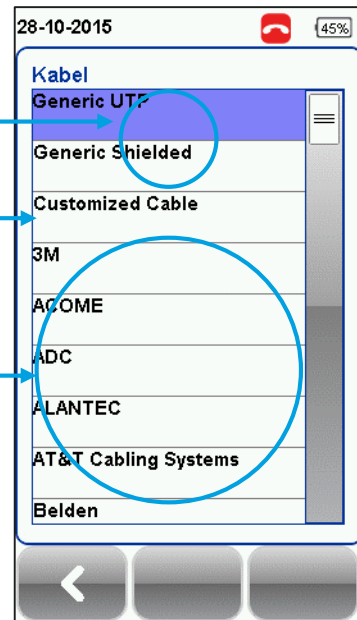 28-10-2015
45%
Kabel
Generic UTP
Generic Shielded
Customized Cable
3M
ACOME
ADC
ALANTEC
AT&T Cabling Systems
Belden